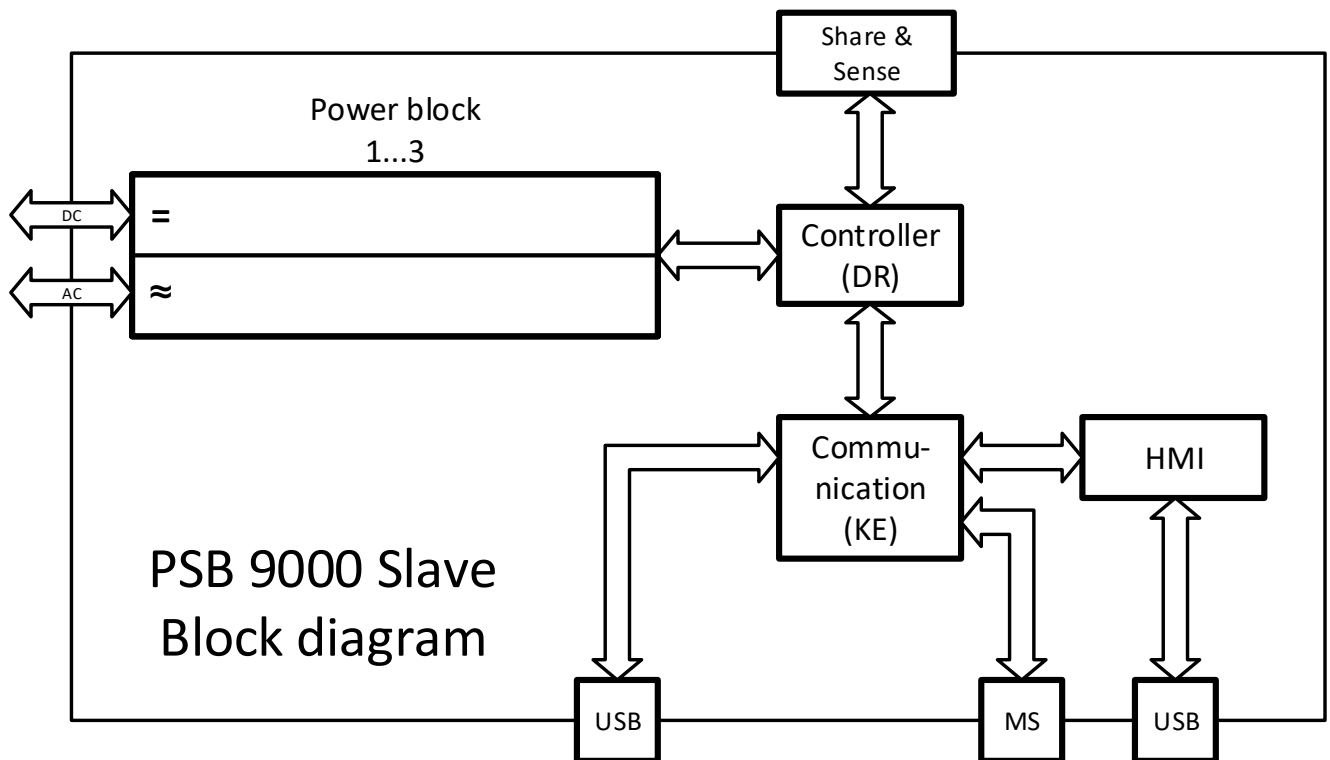 Share &
Sense
Power block
1...3
DC
=
Controller
(DR)
AC
≈
Commu-
nication
(KE)
HMI
PSB 9000 Slave
Block diagram
USB
MS
USB